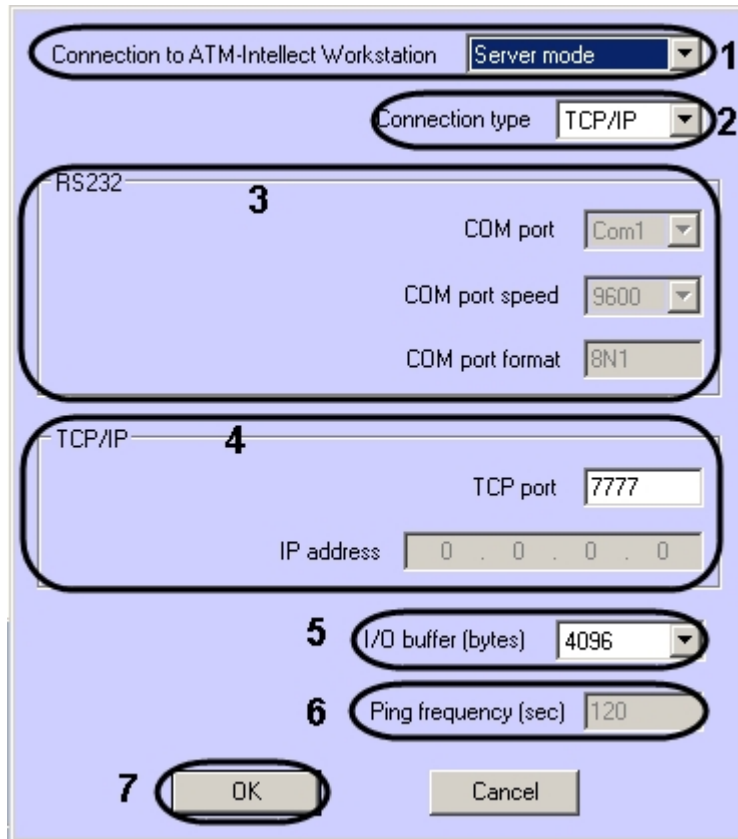 Connection to ATM-Intellect Workstation Server mode 1
Connection type TCP/IP 2
RS232
3
COM port Com1
COM port speed 9600
COM port format 8N1
TCP/IP
4
TCP port 7777
IP address 0 . 0 . 0 . 0
5 I/O buffer (bytes) 4096
6 Ping frequency (sec) 120
7 OK Cancel